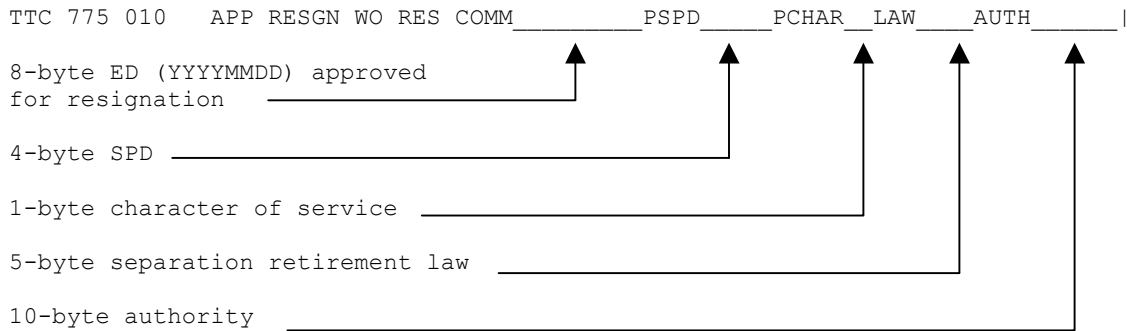 TTC 775 010   APP RESGN WO RES COMM_________PSPD_____PCHAR__LAW____AUTH______|
8-byte ED (YYYYMMDD) approved
for resignation
4-byte SPD
1-byte character of service
5-byte separation retirement law
10-byte authority